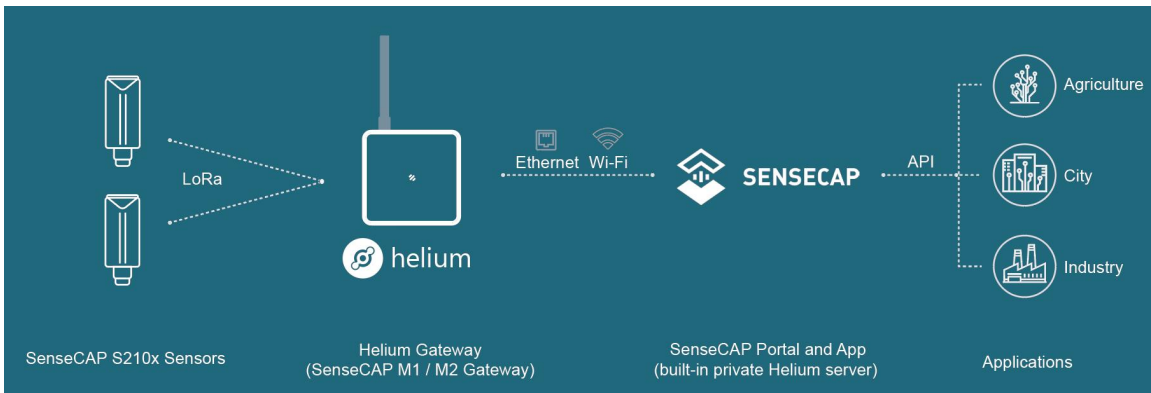 LoRa
helium
Ethernet Wi-Fi
SENSECAP
API
Agriculture
City
Industry
SenseCAP S210x Sensors
Helium Gateway
(SenseCAP M1 / M2 Gateway)
SenseCAP Portal and App
(built-in private Helium server)
Applications